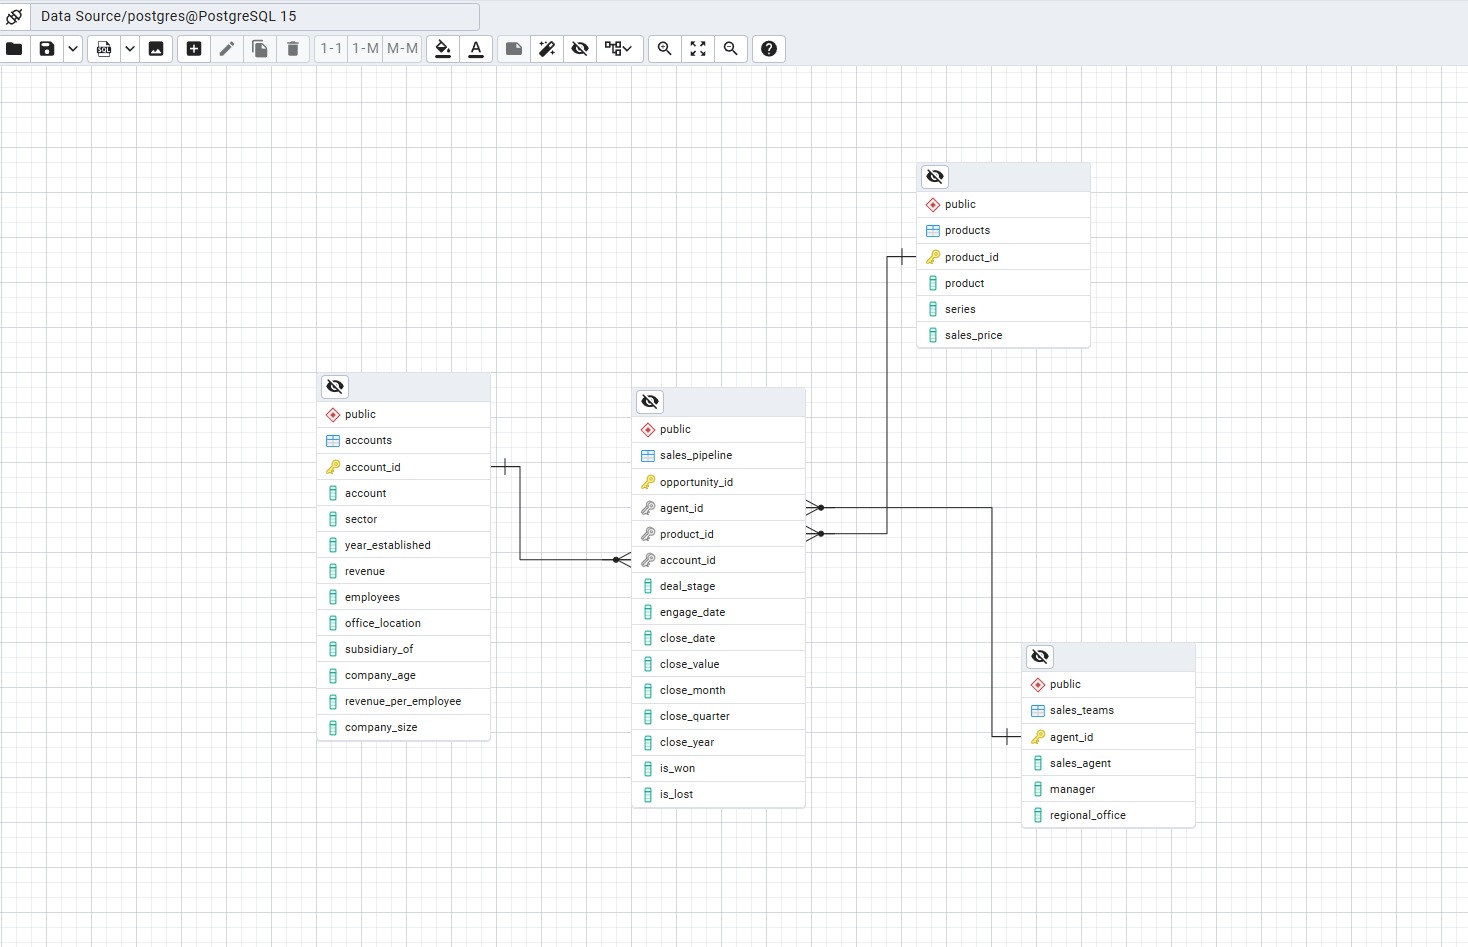 Data Source/postgres@PostgreSQL 15
SQL
1-1
1-M
M-M
A
?
public
products
product_id
product
series
sales_price
public
accounts
account_id
account
sector
year_established
revenue
employees
office_location
subsidiary_of
company_age
revenue_per_employee
company_size
public
sales_pipeline
opportunity_id
agent_id
product_id
account_id
deal_stage
engage_date
close_date
close_value
close_month
close_quarter
close_year
is_won
is_lost
public
sales_teams
agent_id
sales_agent
manager
regional_office